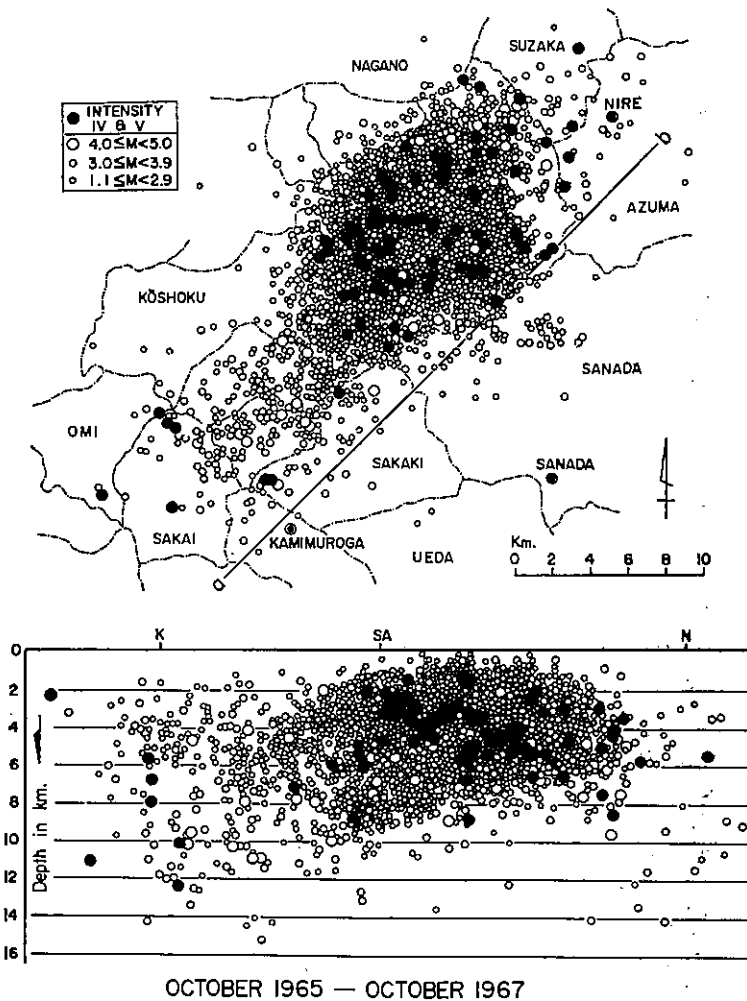 SUZAKA
NAGANO
INTENSITY
IV & V
4.0≤M<5.0
3.0≤M<3.9
1.1≤M<2.9
NIRE
AZUMA
KŌSHOKU
SANADA
OMI
SAKAKI
SANADA
SAKAI
KAMIMUROGA
UEDA
Km.
0 2 4 6 8 10
K SA N
0
2
4
6
8
10
12
14
16
Depth in km.
OCTOBER 1965 — OCTOBER 1967